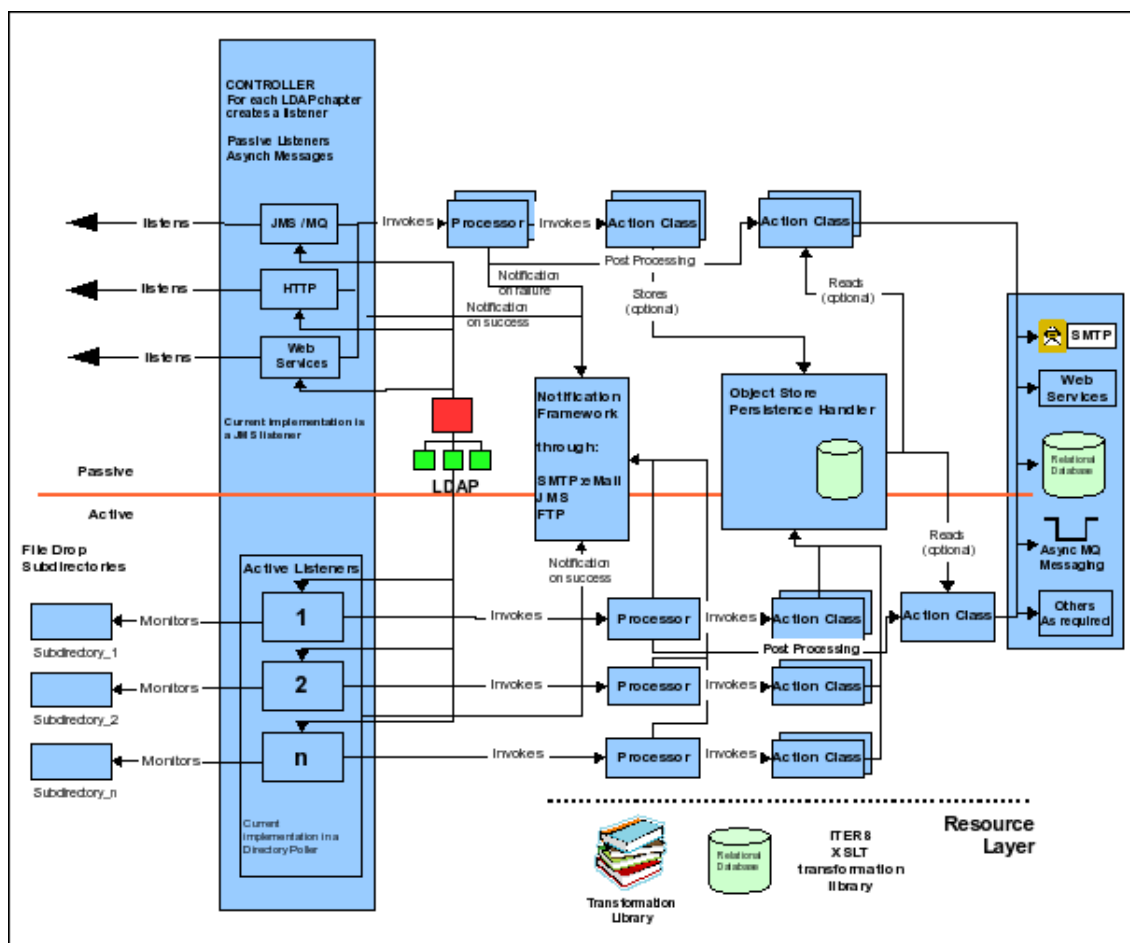 CONTROLLER
For each LDAP chapter
creates a listener
Passive Listeners
Asynch Messages
listens
JMS /MQ
Invokes
Processor
Invokes
Action Class
Action Class
Post Processing
Notification
on failure
Stores
(optional)
Reads
(optional)
listens
HTTP
Notification
on success
listens
Web
Services
SMTP
Web
Services
Relational
Database
Async MQ
Messaging
Others
As required
Current Implementation is
a JMS listener
LDAP
Notification
Framework
through:
SMTP:eMail
JMS
FTP
Object Store
Persistence Handler
Passive
Active
File Drop
Subdirectories
Active Listeners
Notification
on success
Reads
(optional)
Subdirectory_1
Monitors
1
Invokes
Processor
Invokes
Action Class
Action Class
Post Processing
Subdirectory_2
Monitors
2
Invokes
Processor
Invokes
Action Class
Subdirectory_n
Monitors
n
Invokes
Processor
Invokes
Action Class
Current
Implementation in a
Directory Poller
Transformation
Library
Relational
Database
ITER8
XSLT
transformation
library
Resource
Layer